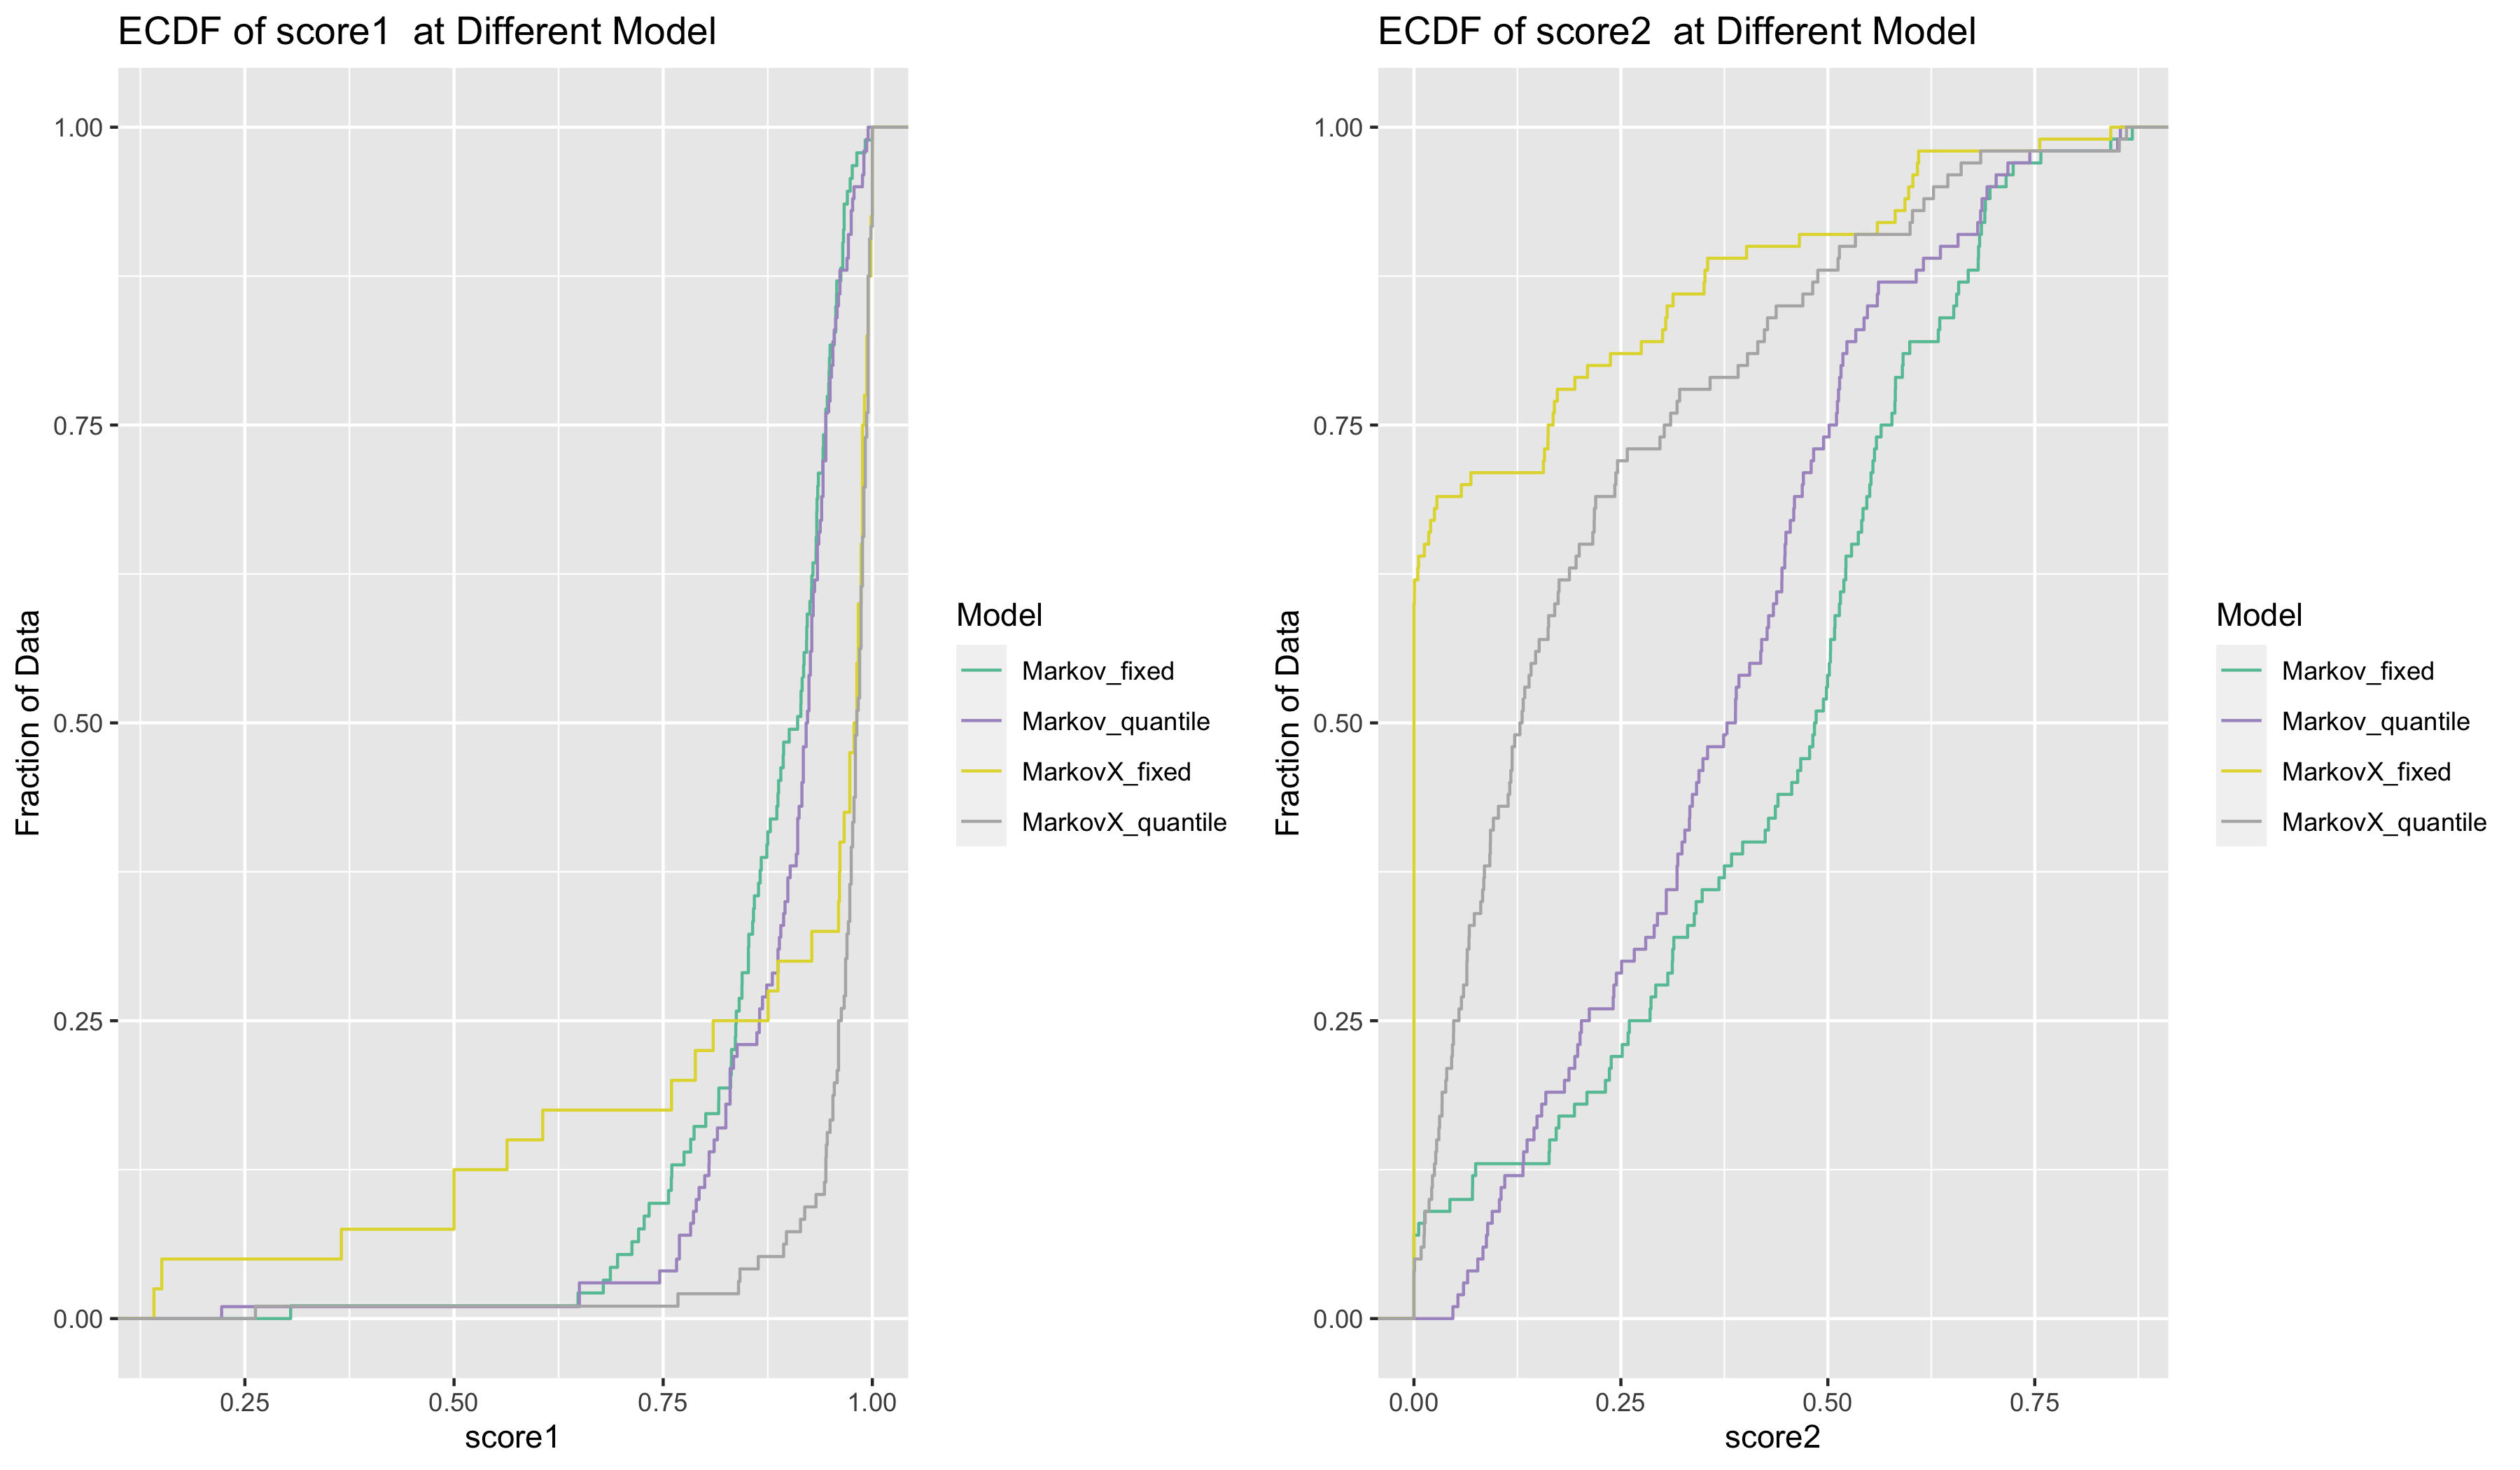 ECDF of score1  at Different Model
1.00
0.75
0.50
0.25
0.00
Fraction of Data
0.25 0.50 0.75 1.00
score1
Model
Markov_fixed
Markov_quantile
MarkovX_fixed
MarkovX_quantile
ECDF of score2  at Different Model
1.00
0.75
0.50
0.25
0.00
Fraction of Data
0.00 0.25 0.50 0.75
score2
Model
Markov_fixed
Markov_quantile
MarkovX_fixed
MarkovX_quantile